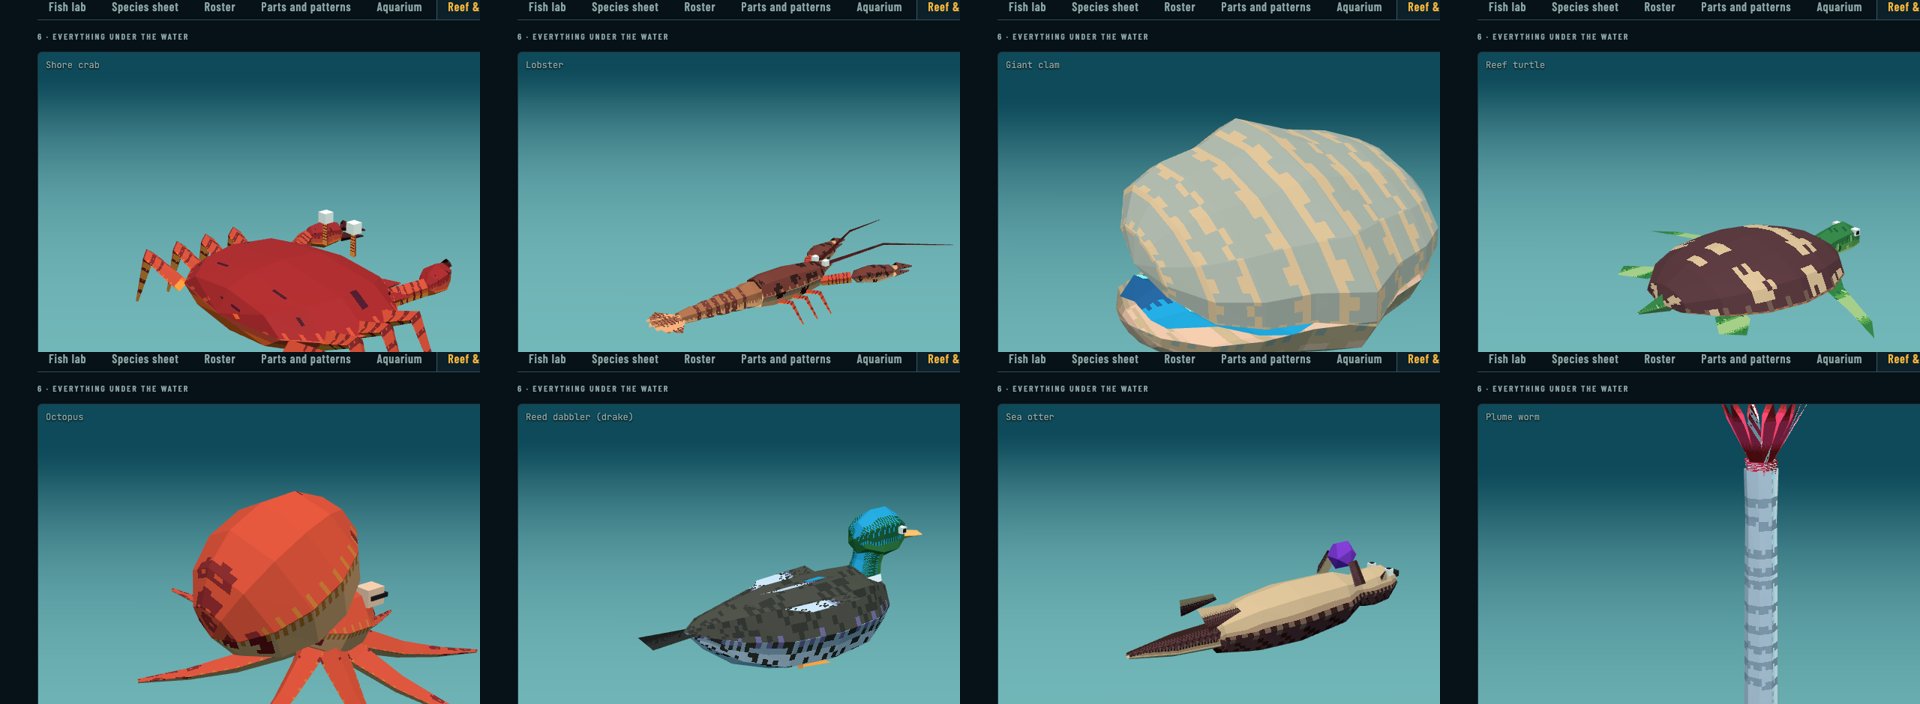 Fish lab Species sheet Roster Parts and patterns Aquarium Reef &
6 - EVERYTHING UNDER THE WATER
Shore crab
Fish lab Species sheet Roster Parts and patterns Aquarium Reef &
6 - EVERYTHING UNDER THE WATER
Lobster
Fish lab Species sheet Roster Parts and patterns Aquarium Reef &
6 - EVERYTHING UNDER THE WATER
Giant clam
Fish lab Species sheet Roster Parts and patterns Aquarium Reef &
6 - EVERYTHING UNDER THE WATER
Reef turtle
Fish lab Species sheet Roster Parts and patterns Aquarium Reef &
6 - EVERYTHING UNDER THE WATER
Octopus
Fish lab Species sheet Roster Parts and patterns Aquarium Reef &
6 - EVERYTHING UNDER THE WATER
Reed dabbler (drake)
Fish lab Species sheet Roster Parts and patterns Aquarium Reef &
6 - EVERYTHING UNDER THE WATER
Sea otter
Fish lab Species sheet Roster Parts and patterns Aquarium Reef &
6 - EVERYTHING UNDER THE WATER
Plume worm